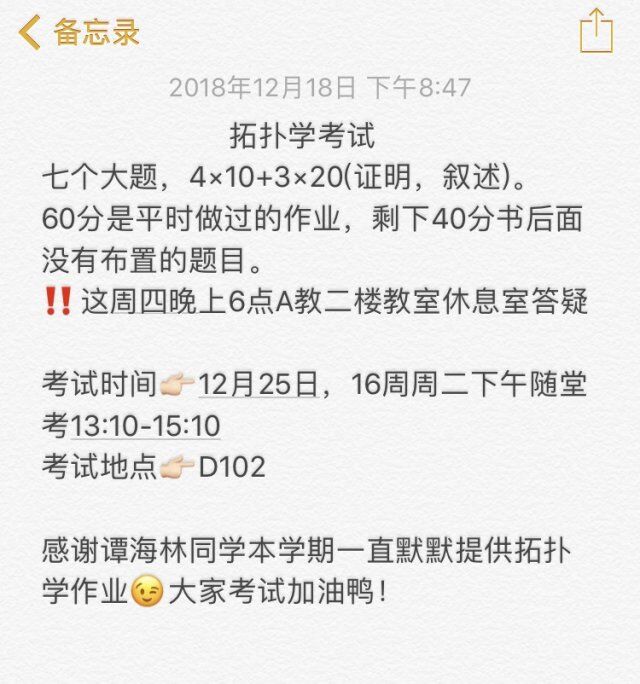 备忘录
2018年12月18日 下午8:47
拓扑学考试
七个大题，4×10+3×20(证明，叙述)。
60分是平时做过的作业，剩下40分书后面
没有布置的题目。
‼️这周四晚上6点A教二楼教室休息室答疑
考试时间👉🏻12月25日，16周周二下午随堂
考13:10-15:10
考试地点👉🏻D102
感谢谭海林同学本学期一直默默提供拓扑
学作业😉大家考试加油鸭！